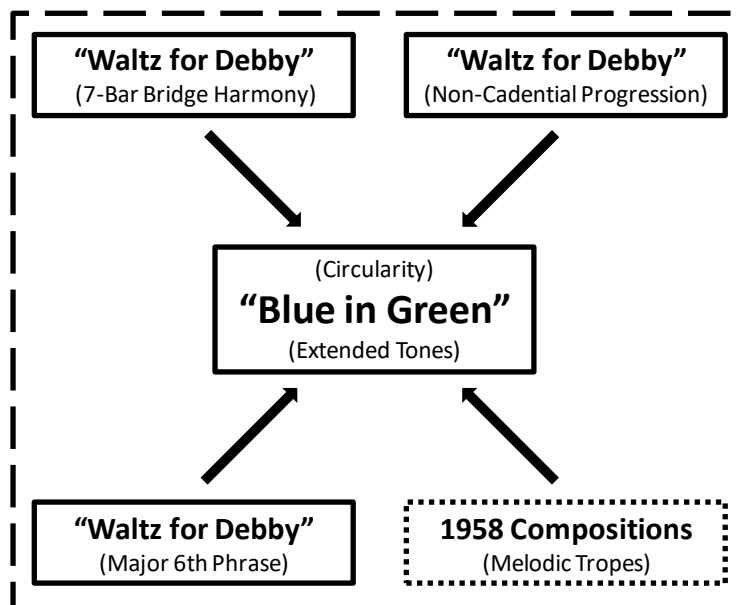 “Waltz for Debby”
(7-Bar Bridge Harmony)
“Waltz for Debby”
(Non-Cadential Progression)
(Circularity)
“Blue in Green”
(Extended Tones)
“Waltz for Debby”
(Major 6th Phrase)
1958 Compositions
(Melodic Tropes)